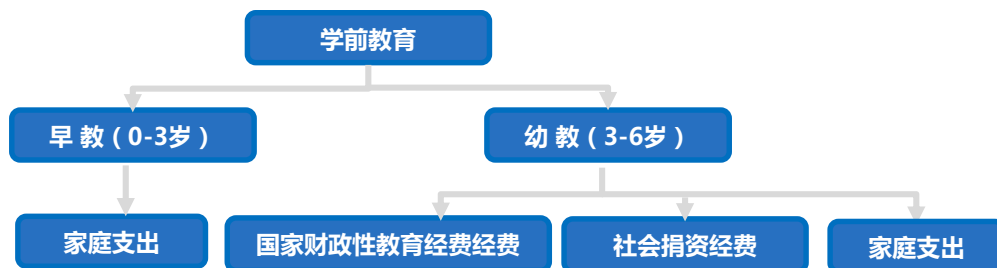 学前教育
早 教（0-3岁）
幼 教（3-6岁）
家庭支出
国家财政性教育经费经费
社会捐资经费
家庭支出